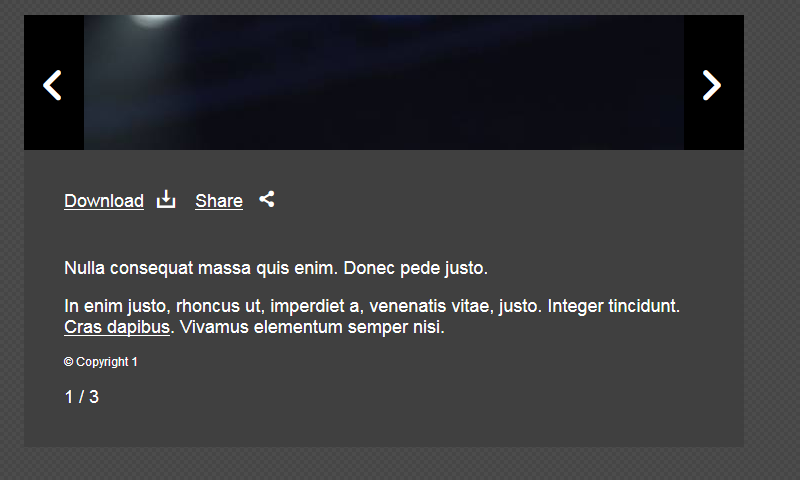 Download Share
Nulla consequat massa quis enim. Donec pede justo.
In enim justo, rhoncus ut, imperdiet a, venenatis vitae, justo. Integer tincidunt.
Cras dapibus. Vivamus elementum semper nisi.
© Copyright 1
1 / 3